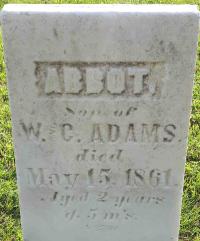 ABBOT,
Son of
W. C. ADAMS.
died
May 15, 1861.
Aged 2 years
& 5 m's.